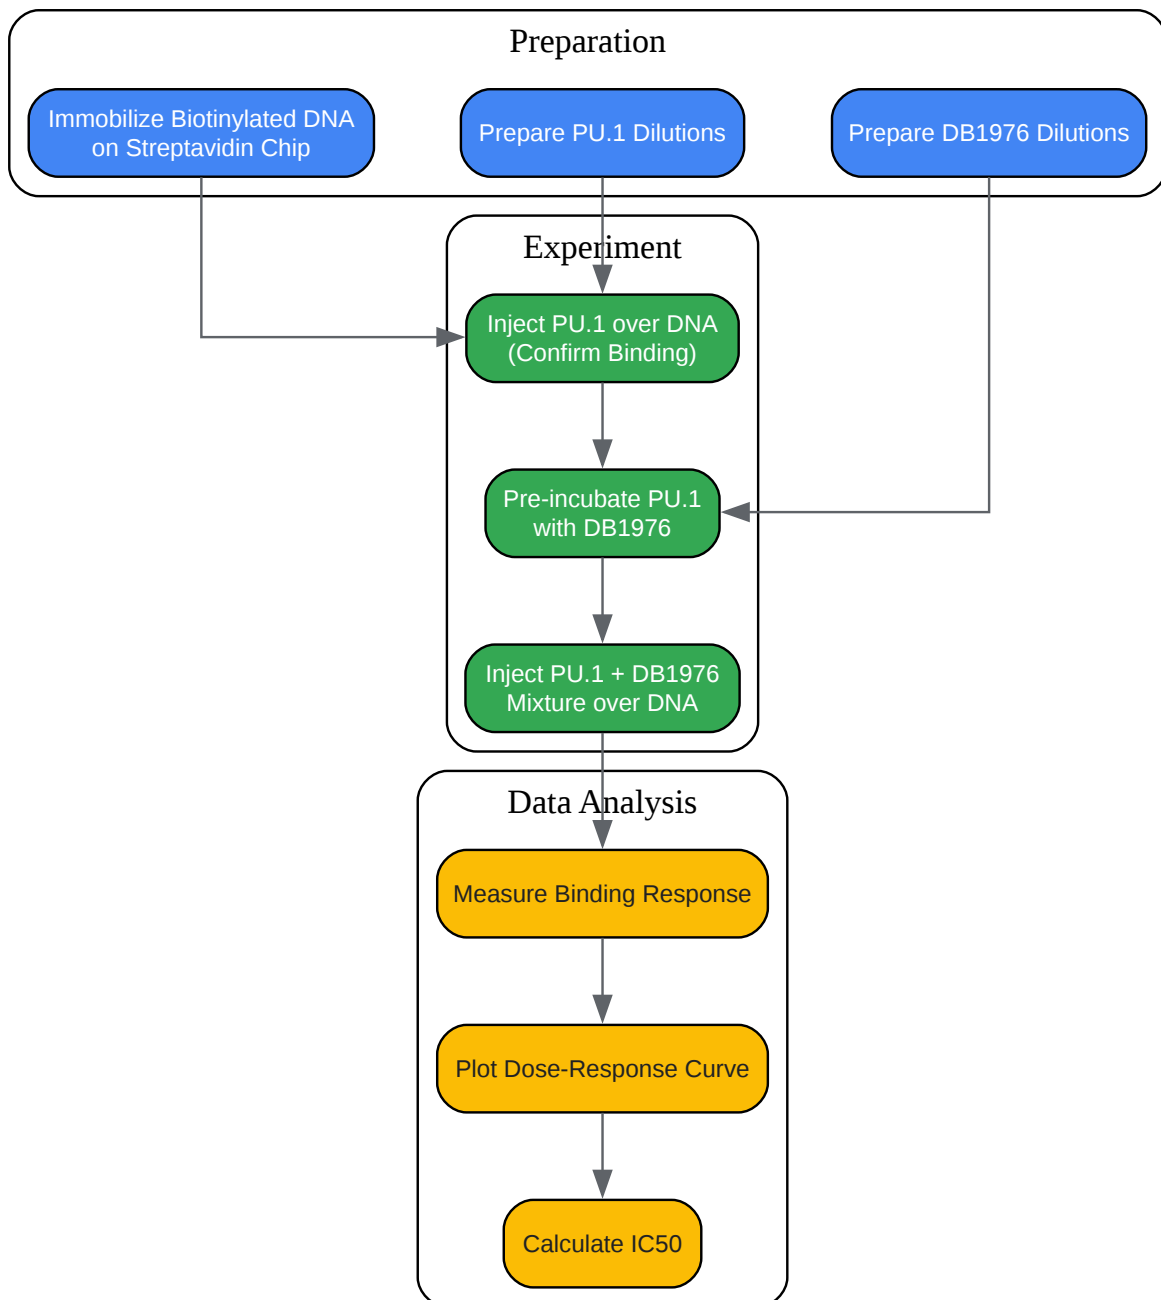 Preparation
Immobilize Biotinylated DNA
on Streptavidin Chip
Prepare PU.1 Dilutions
Prepare DB1976 Dilutions
Experiment
Inject PU.1 over DNA
(Confirm Binding)
Pre-incubate PU.1
with DB1976
Inject PU.1 + DB1976
Mixture over DNA
Data Analysis
Measure Binding Response
Plot Dose-Response Curve
Calculate IC50